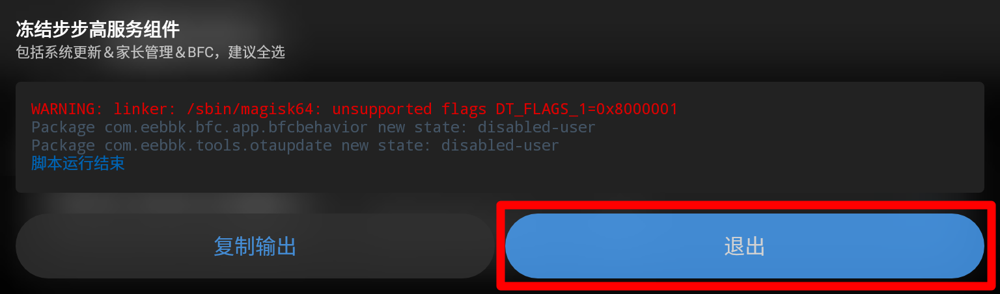 冻结步步高服务组件
包括系统更新&家长管理&BFC，建议全选
WARNING: linker: /sbin/magisk64: unsupported flags DT_FLAGS_1=0x8000001
Package com.eebbk.bfc.app.bfcbehavior new state: disabled-user
Package com.eebbk.tools.otaupdate new state: disabled-user
脚本运行结束
复制输出
退出